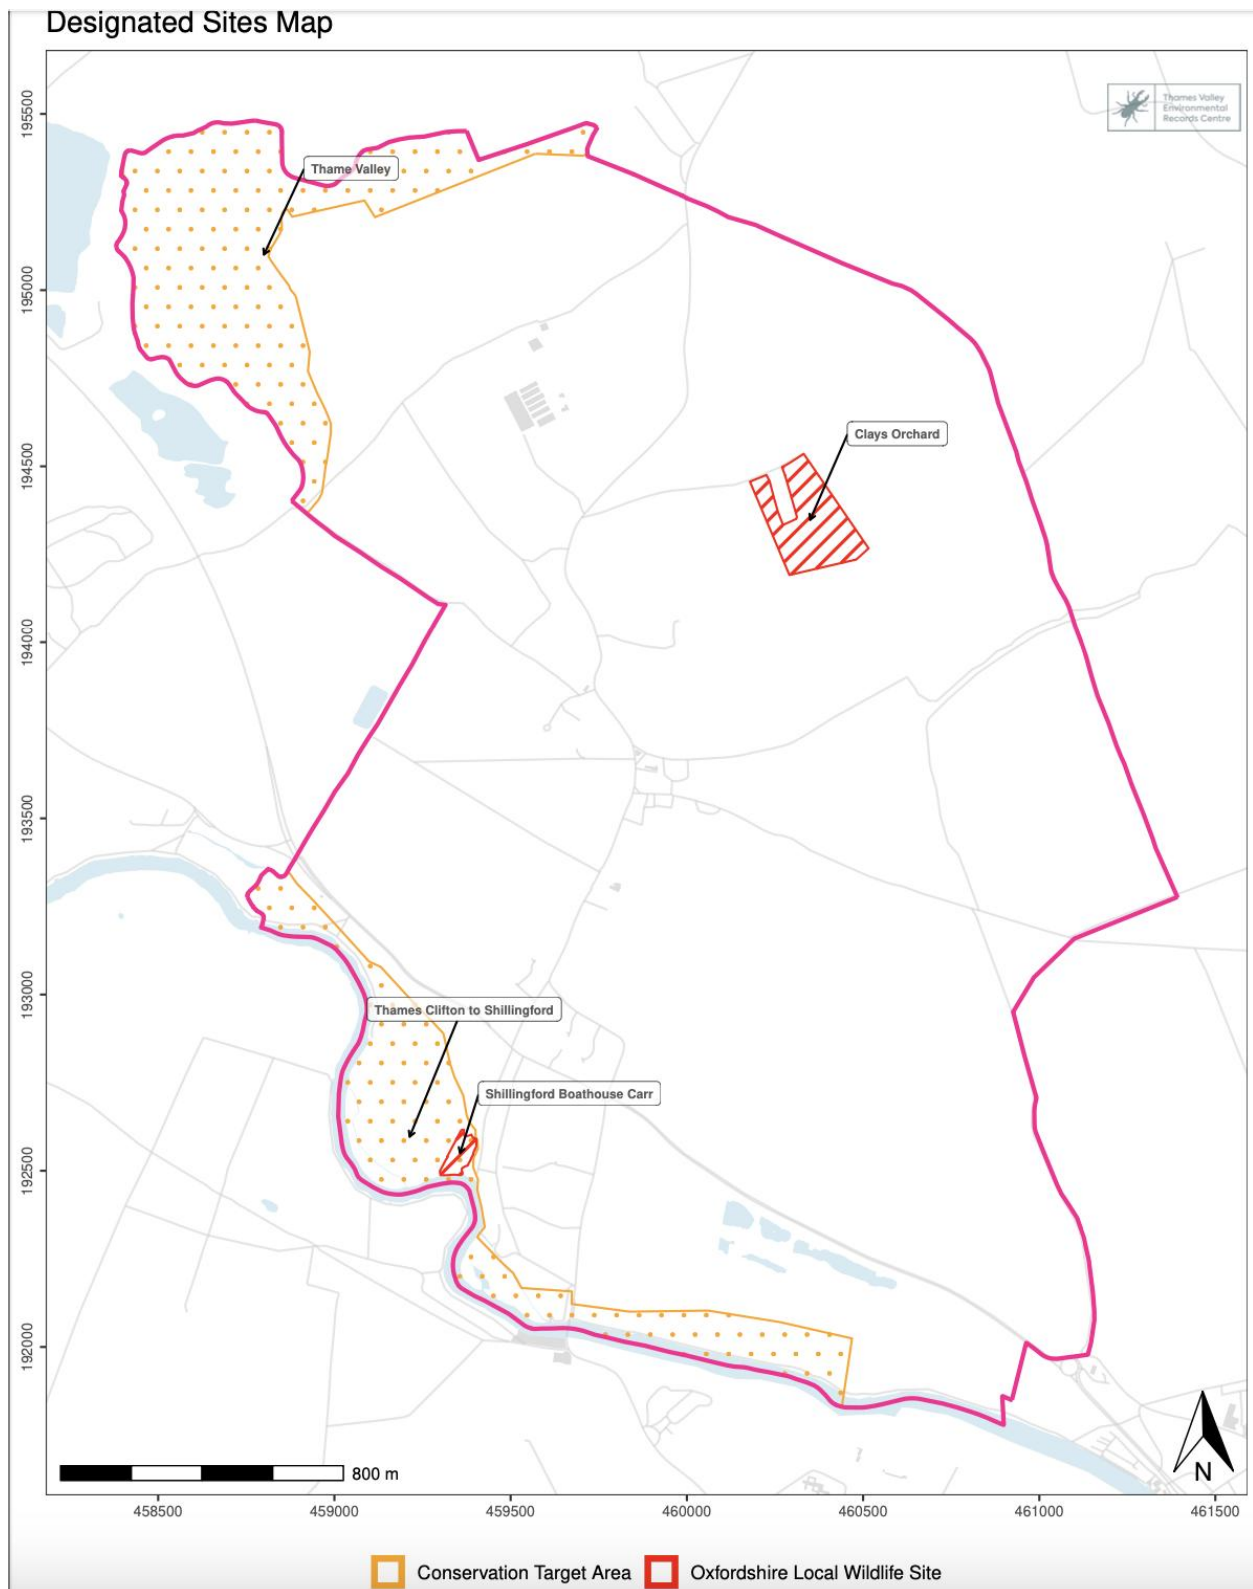 Designated Sites Map
Thames Valley
Environmental
Records Centre
195500
Thame Valley
195000
194500
Clays Orchard
194000
193500
193000
Thames Clifton to Shillingford
Shillingford Boathouse Carr
192500
192000
800 m
N
458500 459000 459500 460000 460500 461000 461500
Conservation Target Area Oxfordshire Local Wildlife Site